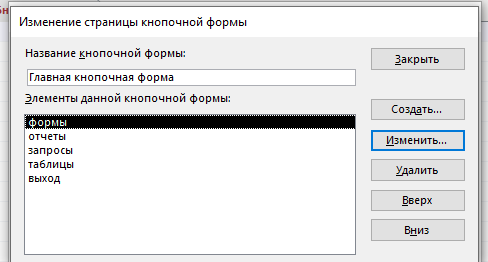 Изменение страницы кнопочной формы
Название кнопочной формы:
Закрыть
Главная кнопочная форма
Элементы данной кнопочной формы:
Создать...
формы
отчеты
Изменить...
запросы
таблицы
Удалить
выход
Вверх
Вниз